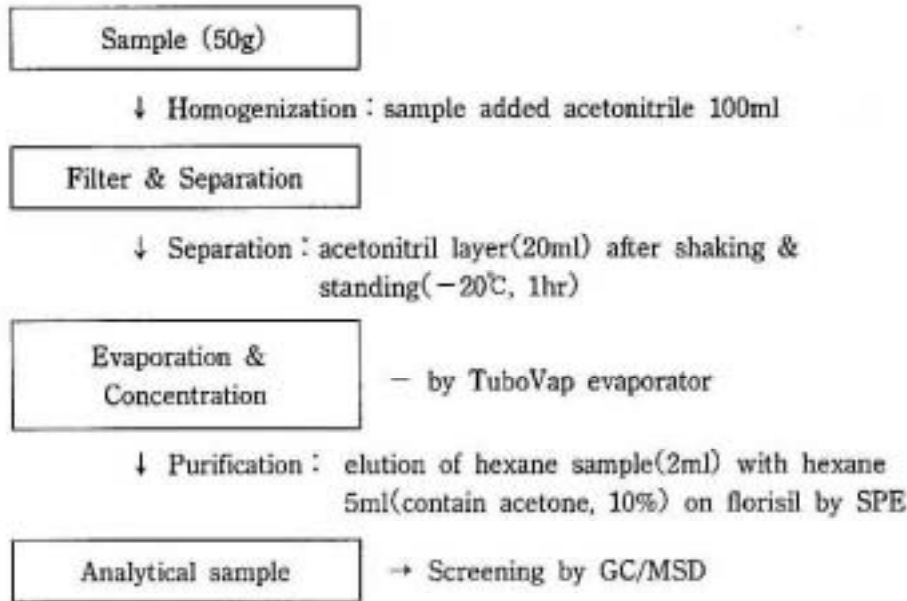 Sample (50g)
↓ Homogenization : sample added acetonitrile 100ml
Filter & Separation
↓ Separation : acetonitril layer(20ml) after shaking &
standing(-20℃, 1hr)
Evaporation &
Concentration
- by TuboVap evaporator
↓ Purification : elution of hexane sample(2ml) with hexane
5ml(contain acetone, 10%) on florisil by SPE
Analytical sample → Screening by GC/MSD